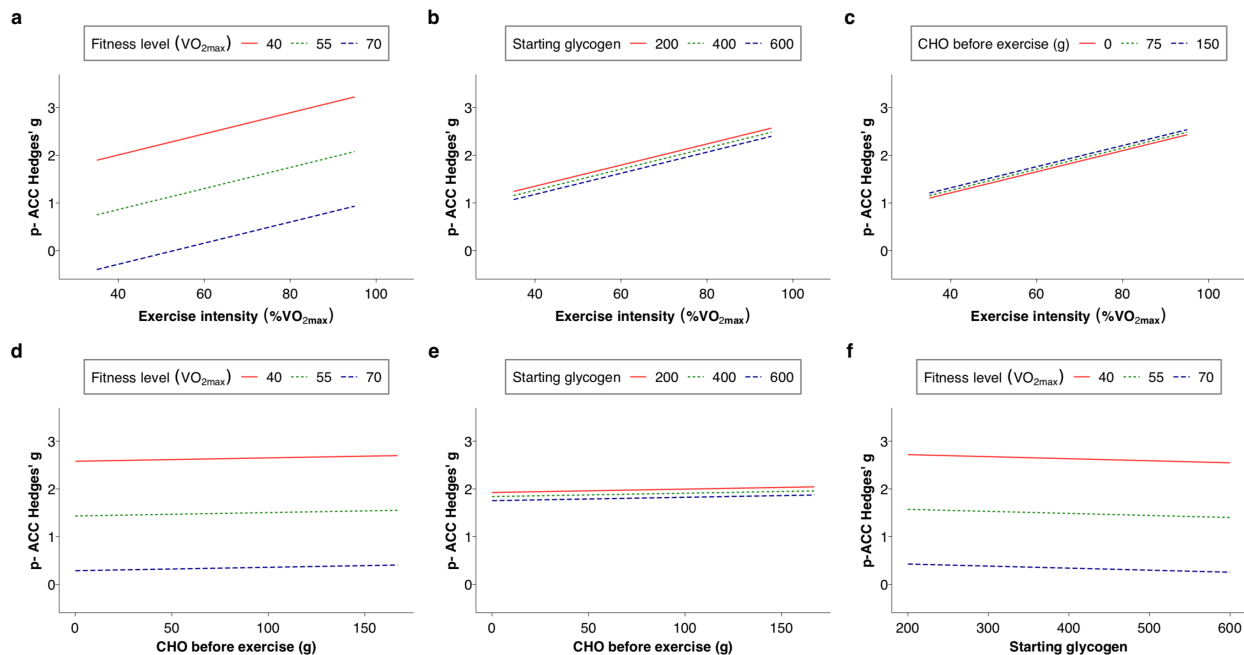 a
Fitness level (VO2max) 40 55 70
p- ACC Hedges' g
3
2
1
0
40 60 80 100
Exercise intensity (%VO2max)
b
Starting glycogen 200 400 600
p- ACC Hedges' g
3
2
1
0
40 60 80 100
Exercise intensity (%VO2max)
c
CHO before exercise (g) 0 75 150
p- ACC Hedges' g
3
2
1
0
40 60 80 100
Exercise intensity (%VO2max)
d
Fitness level (VO2max) 40 55 70
p- ACC Hedges' g
3
2
1
0
0 50 100 150
CHO before exercise (g)
e
Starting glycogen 200 400 600
p- ACC Hedges' g
3
2
1
0
0 50 100 150
CHO before exercise (g)
f
Fitness level (VO2max) 40 55 70
p-ACC Hedges' g
3
2
1
0
200 300 400 500 600
Starting glycogen